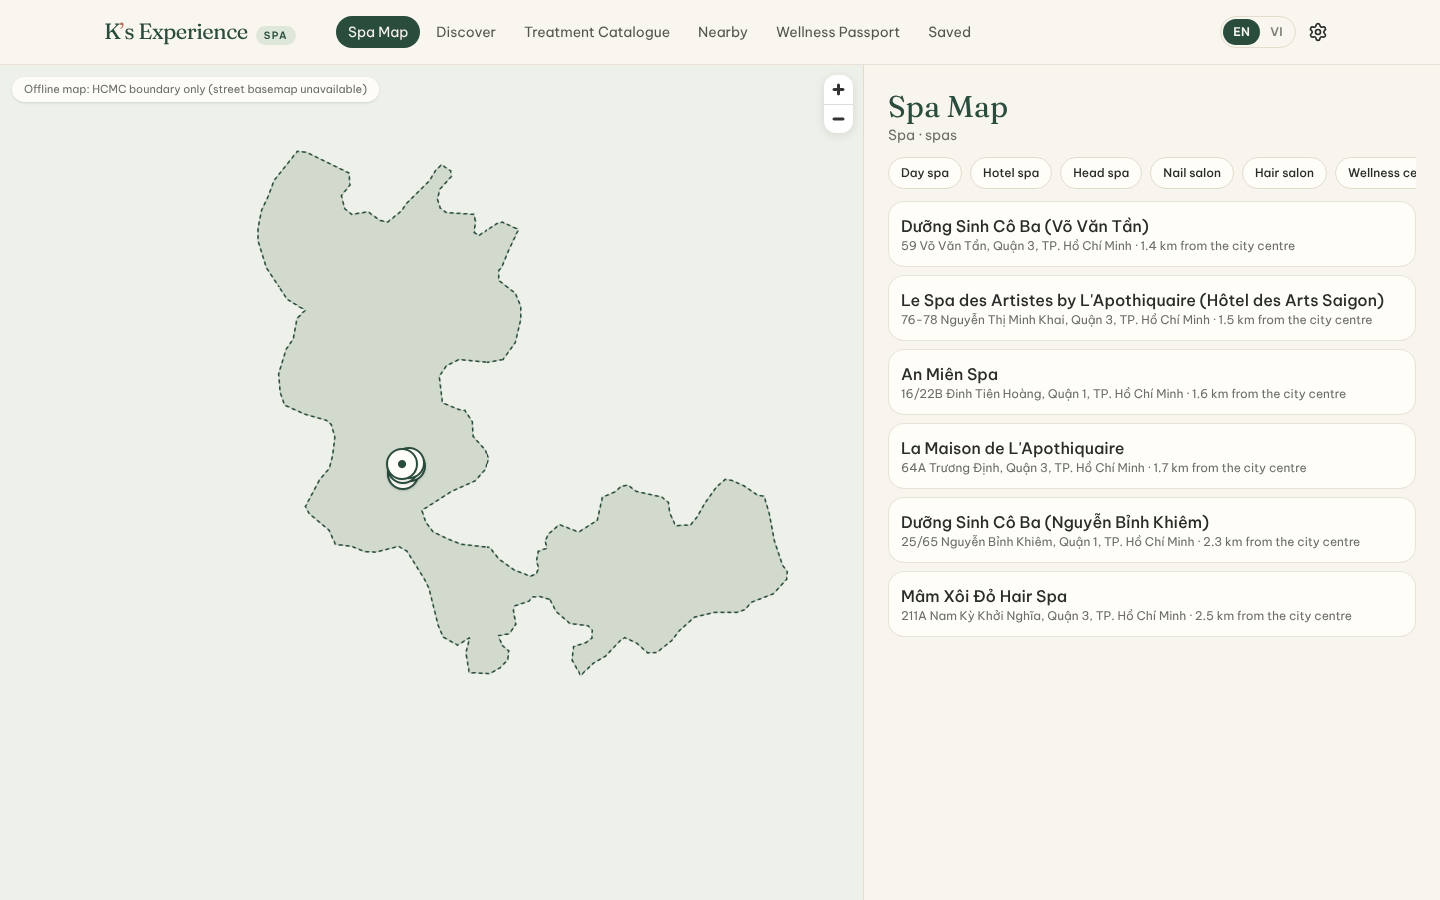 K's Experience SPA
Spa Map
Discover
Treatment Catalogue
Nearby
Wellness Passport
Saved
EN
VI
Offline map: HCMC boundary only (street basemap unavailable)
Spa Map
Spa · spas
Day spa
Hotel spa
Head spa
Nail salon
Hair salon
Wellness ce
Dưỡng Sinh Cô Ba (Võ Văn Tần)
59 Võ Văn Tần, Quận 3, TP. Hồ Chí Minh · 1.4 km from the city centre
Le Spa des Artistes by L'Apothiquaire (Hôtel des Arts Saigon)
76-78 Nguyễn Thị Minh Khai, Quận 3, TP. Hồ Chí Minh · 1.5 km from the city centre
An Miên Spa
16/22B Đinh Tiên Hoàng, Quận 1, TP. Hồ Chí Minh · 1.6 km from the city centre
La Maison de L'Apothiquaire
64A Trương Định, Quận 3, TP. Hồ Chí Minh · 1.7 km from the city centre
Dưỡng Sinh Cô Ba (Nguyễn Bỉnh Khiêm)
25/65 Nguyễn Bỉnh Khiêm, Quận 1, TP. Hồ Chí Minh · 2.3 km from the city centre
Mâm Xôi Đỏ Hair Spa
211A Nam Kỳ Khởi Nghĩa, Quận 3, TP. Hồ Chí Minh · 2.5 km from the city centre